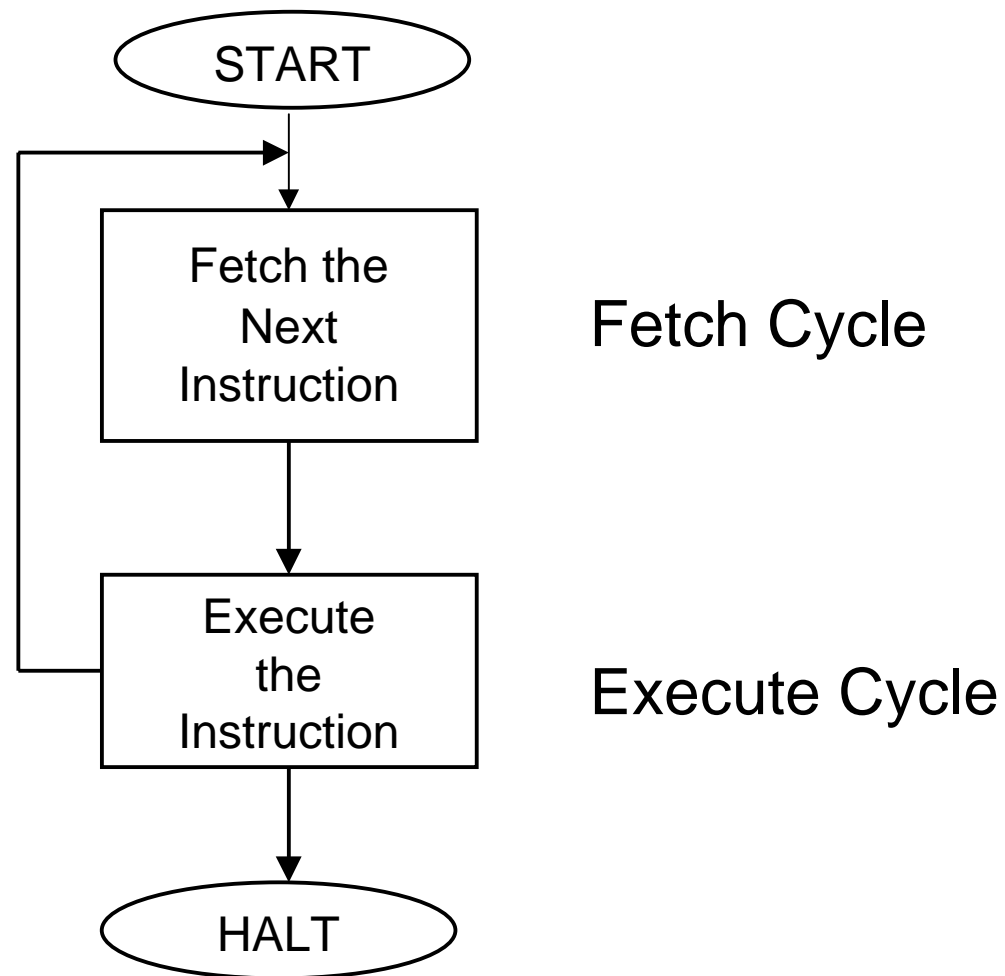 START
Fetch the
Next
Instruction
Fetch Cycle
Execute
the
Instruction
Execute Cycle
HALT